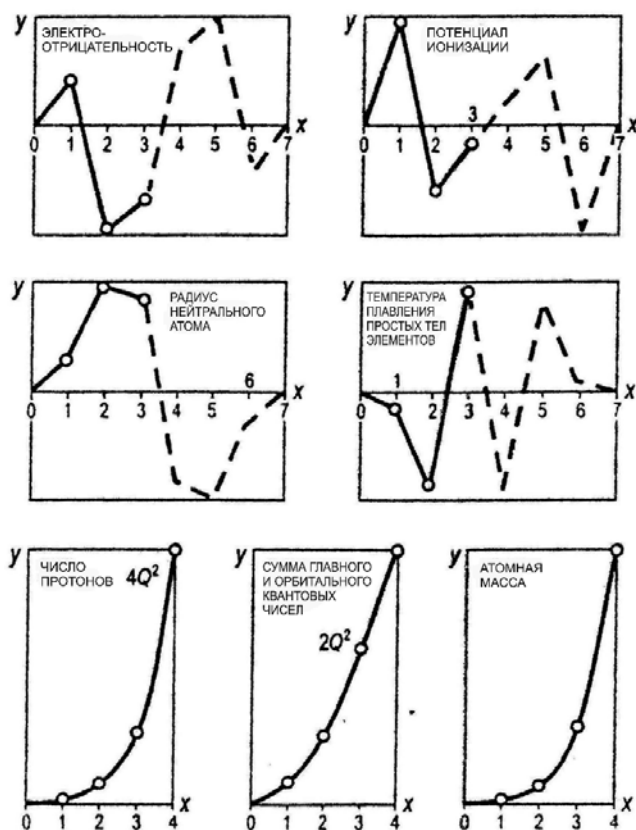 y
ЭЛЕКТРО-
ОТРИЦАТЕЛЬНОСТЬ
x
0 1 2 3 4 5 6 7
y
ПОТЕНЦИАЛ
ИОНИЗАЦИИ
3
x
0 1 2 4 5 6 7
y
РАДИУС
НЕЙТРАЛЬНОГО
АТОМА
6
x
0 1 2 3 4 5 7
y
ТЕМПЕРАТУРА
ПЛАВЛЕНИЯ
ПРОСТЫХ ТЕЛ
ЭЛЕМЕНТОВ
1
x
0 2 3 4 5 6 7
y
ЧИСЛО
ПРОТОНОВ
4Q²
x
0 1 2 3 4
y
СУММА ГЛАВНОГО
И ОРБИТАЛЬНОГО
КВАНТОВЫХ
ЧИСЕЛ
2Q²
x
0 1 2 3 4
y
АТОМНАЯ
МАССА
x
0 1 2 3 4